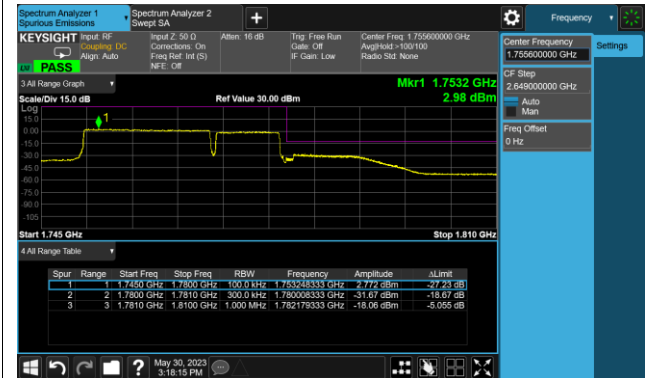 Spectrum Analyzer 1
Spurious Emissions
Spectrum Analyzer 2
Swept SA
+
Frequency
KEYSIGHT
Input: RF
Coupling: DC
Align: Auto
Input Z: 50 Ω
Corrections: On
Freq Ref: Int (S)
NFE: Off
Atten: 16 dB
Trig: Free Run
Gate: Off
IF Gain: Low
Center Freq: 1.755600000 GHz
Avg|Hold:>100/100
Radio Std: None
PASS
Center Frequency
1.755600000 GHz
Settings
CF Step
2.649000000 GHz
Auto
Man
Freq Offset
0 Hz
3 All Range Graph
Scale/Div 15.0 dB
Ref Value 30.00 dBm
Mkr1 1.7532 GHz
2.98 dBm
Log
15.0
0.00
-15.0
-30.0
-45.0
-60.0
-75.0
-90.0
-105
1
Start 1.745 GHz
Stop 1.810 GHz
4 All Range Table
Spur Range Start Freq Stop Freq RBW Frequency Amplitude ΔLimit
1 1 1.7450 GHz 1.7800 GHz 100.0 kHz 1.753248333 GHz 2.772 dBm -27.23 dB
2 2 1.7800 GHz 1.7810 GHz 300.0 kHz 1.780008333 GHz -31.67 dBm -18.67 dB
3 3 1.7810 GHz 1.8100 GHz 1.000 MHz 1.782179333 GHz -18.06 dBm -5.055 dB
?
May 30, 2023
3:18:15 PM